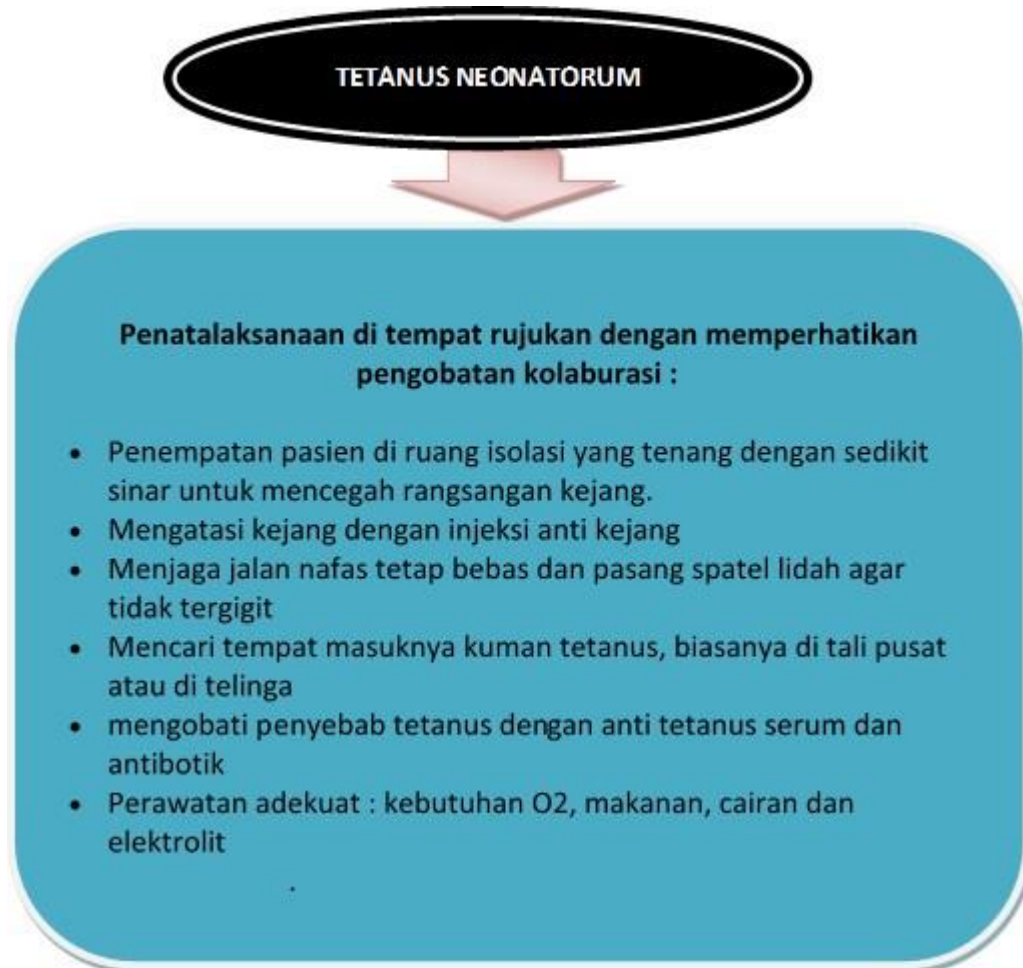 TETANUS NEONATORUM
Penatalaksanaan di tempat rujukan dengan memperhatikan
pengobatan kolaburasi :
• Penempatan pasien di ruang isolasi yang tenang dengan sedikit
sinar untuk mencegah rangsangan kejang.
• Mengatasi kejang dengan injeksi anti kejang
• Menjaga jalan nafas tetap bebas dan pasang spatel lidah agar
tidak tergigit
• Mencari tempat masuknya kuman tetanus, biasanya di tali pusat
atau di telinga
• mengobati penyebab tetanus dengan anti tetanus serum dan
antibotik
• Perawatan adekuat : kebutuhan O2, makanan, cairan dan
elektrolit
.